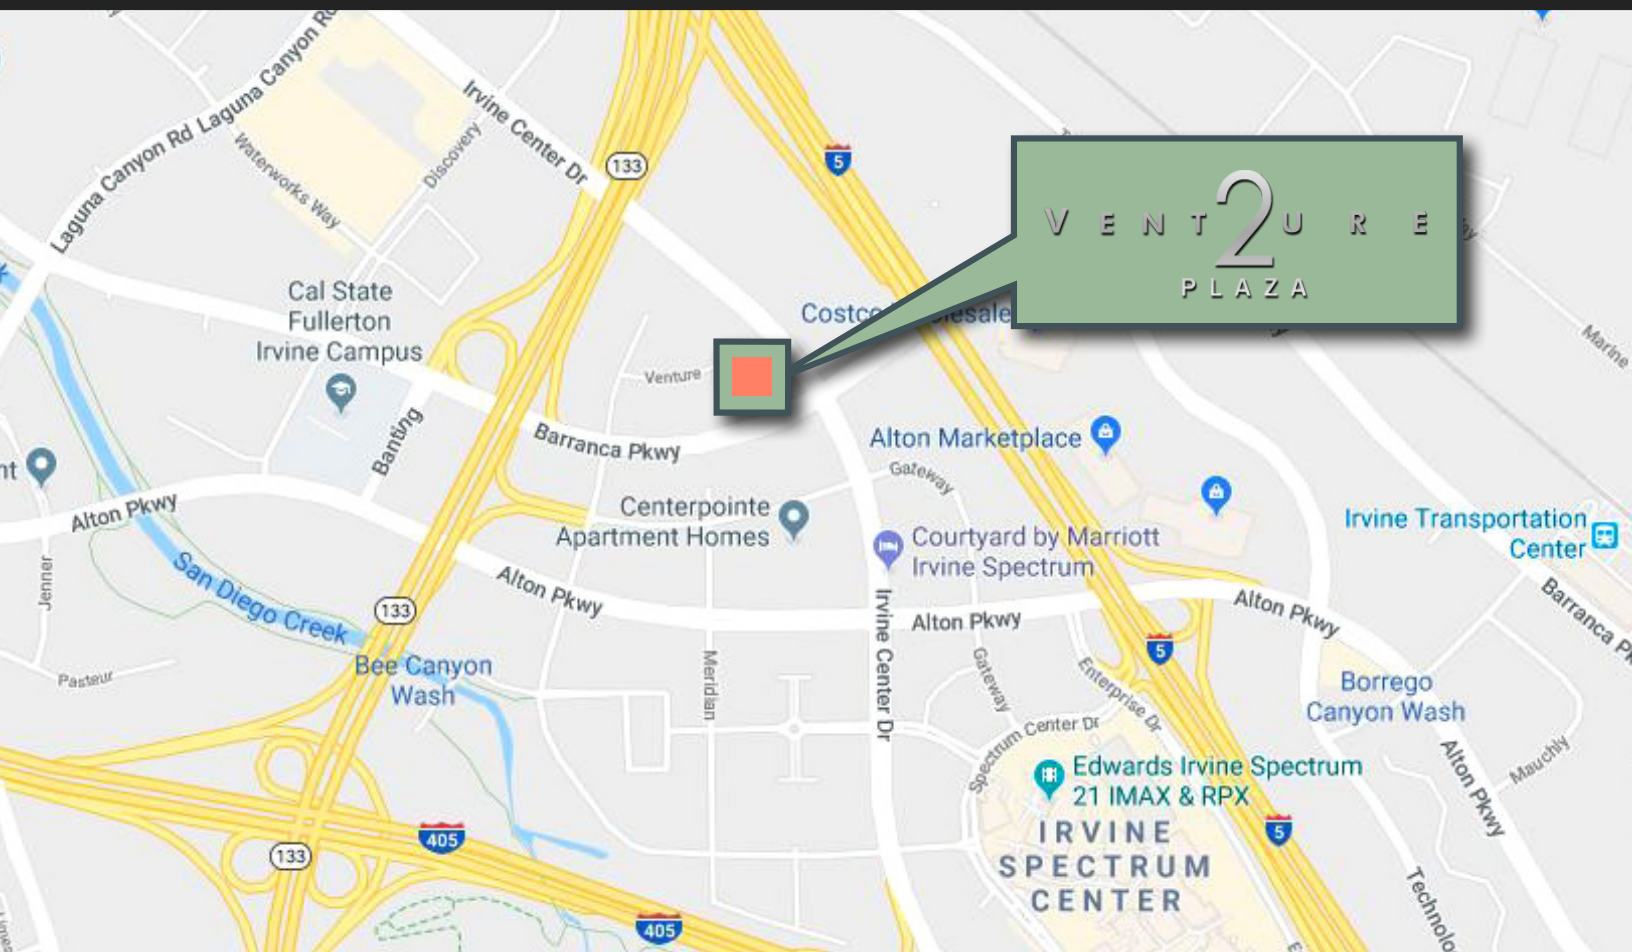 Laguna Canyon Rd
Laguna Canyon Rd
Irvine Center Dr
Waterworks Way
Discovery
133
5
VENT2URE
PLAZA
Marine
Cal State
Fullerton
Irvine Campus
Costco
Venture
Barranca Pkwy
Banting
Alton Marketplace
Gateway
Centerpointe
Apartment Homes
Courtyard by Marriott
Irvine Spectrum
Irvine Transportation
Center
Alton Pkwy
Jenner
San Diego Creek
133
Alton Pkwy
Irvine Center Dr
Alton Pkwy
Alton Pkwy
Barranca
5
Bee Canyon
Wash
Pasteur
Meridian
Gateway
Enterprise Dr
Borrego
Canyon Wash
Spectrum Center Dr
Edwards Irvine Spectrum
21 IMAX & RPX
Alton Pkwy
Mauchly
IRVINE
SPECTRUM
CENTER
5
405
133
405